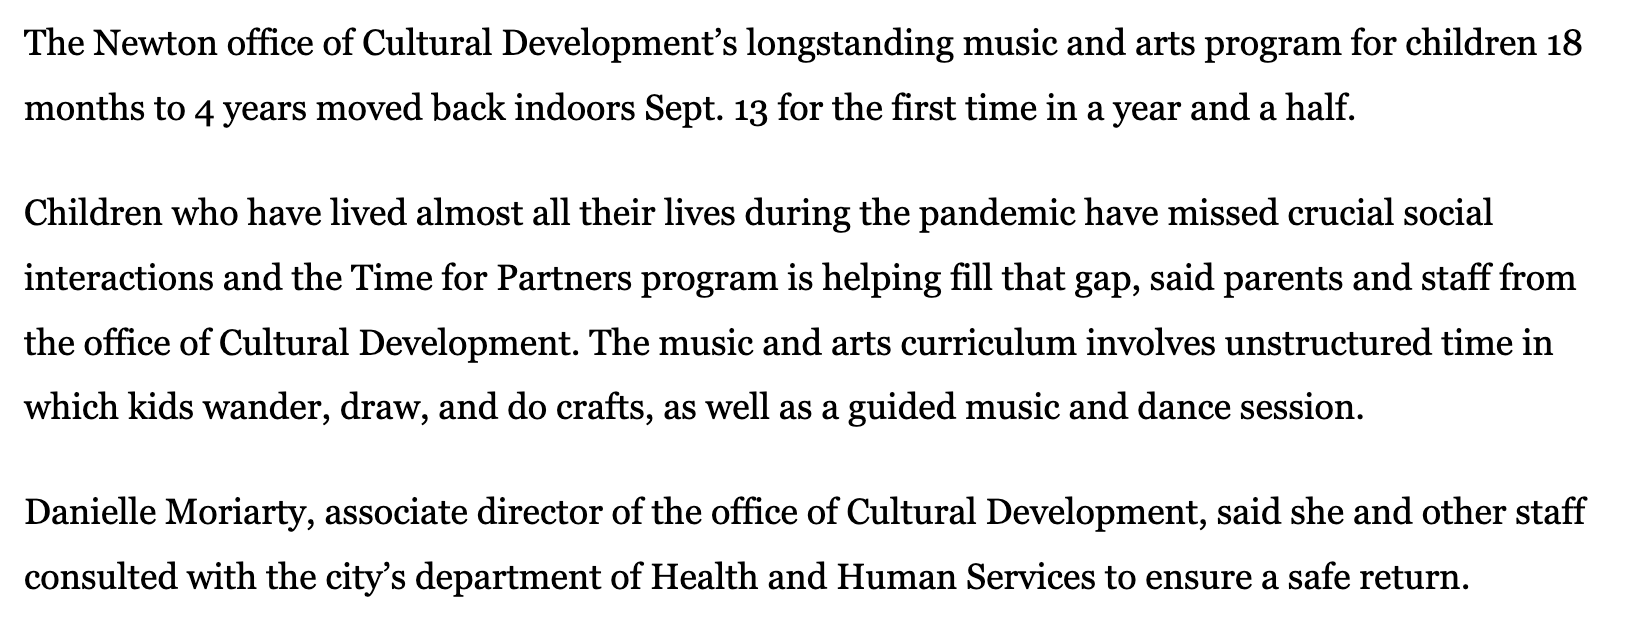 The Newton office of Cultural Development’s longstanding music and arts program for children 18
months to 4 years moved back indoors Sept. 13 for the first time in a year and a half.
Children who have lived almost all their lives during the pandemic have missed crucial social
interactions and the Time for Partners program is helping fill that gap, said parents and staff from
the office of Cultural Development. The music and arts curriculum involves unstructured time in
which kids wander, draw, and do crafts, as well as a guided music and dance session.
Danielle Moriarty, associate director of the office of Cultural Development, said she and other staff
consulted with the city’s department of Health and Human Services to ensure a safe return.